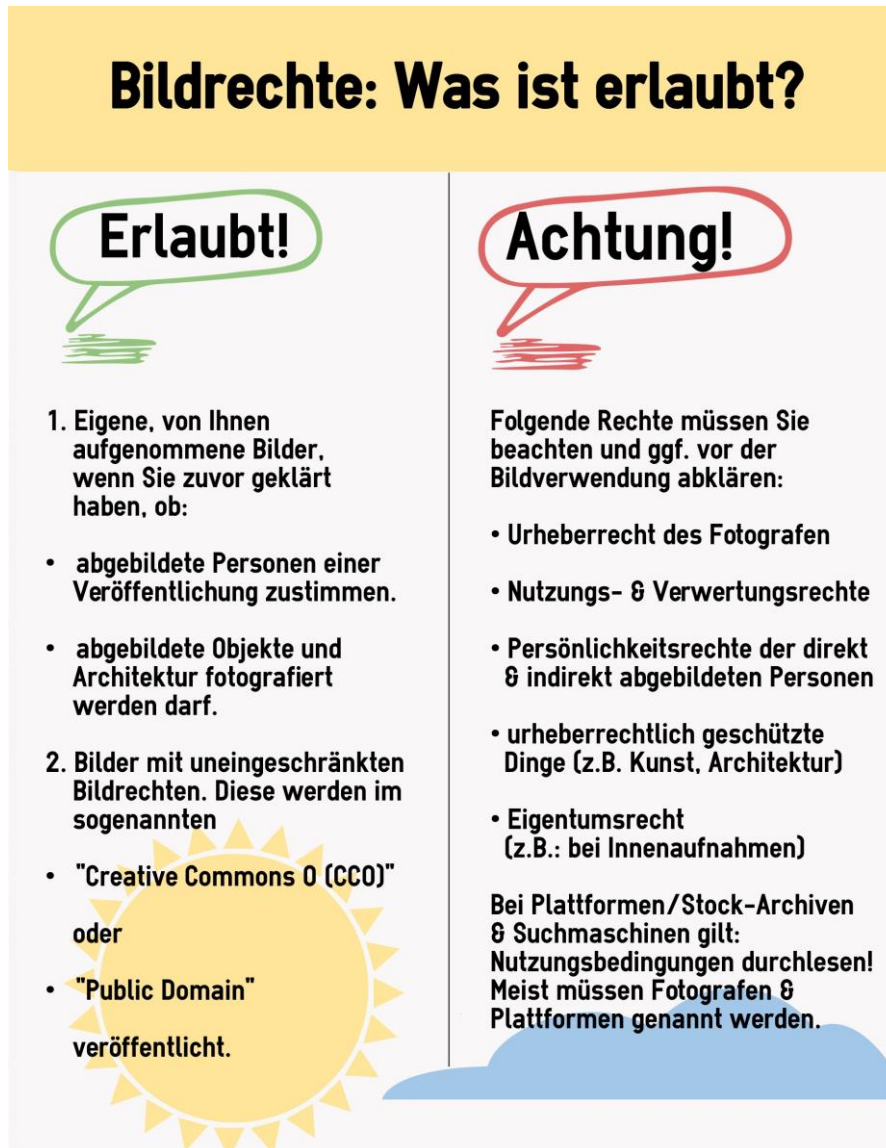 Bildrechte: Was ist erlaubt?
Erlaubt!
1. Eigene, von Ihnen
aufgenommene Bilder,
wenn Sie zuvor geklärt
haben, ob:
• abgebildete Personen einer
Veröffentlichung zustimmen.
• abgebildete Objekte und
Architektur fotografiert
werden darf.
2. Bilder mit uneingeschränkten
Bildrechten. Diese werden im
sogenannten
• "Creative Commons 0 (CC0)"
oder
• "Public Domain"
veröffentlicht.
Achtung!
Folgende Rechte müssen Sie
beachten und ggf. vor der
Bildverwendung abklären:
• Urheberrecht des Fotografen
• Nutzungs- & Verwertungsrechte
• Persönlichkeitsrechte der direkt
& indirekt abgebildeten Personen
• urheberrechtlich geschützte
Dinge (z.B. Kunst, Architektur)
• Eigentumsrecht
(z.B.: bei Innenaufnahmen)
Bei Plattformen/Stock-Archiven
& Suchmaschinen gilt:
Nutzungsbedingungen durchlesen!
Meist müssen Fotografen &
Plattformen genannt werden.